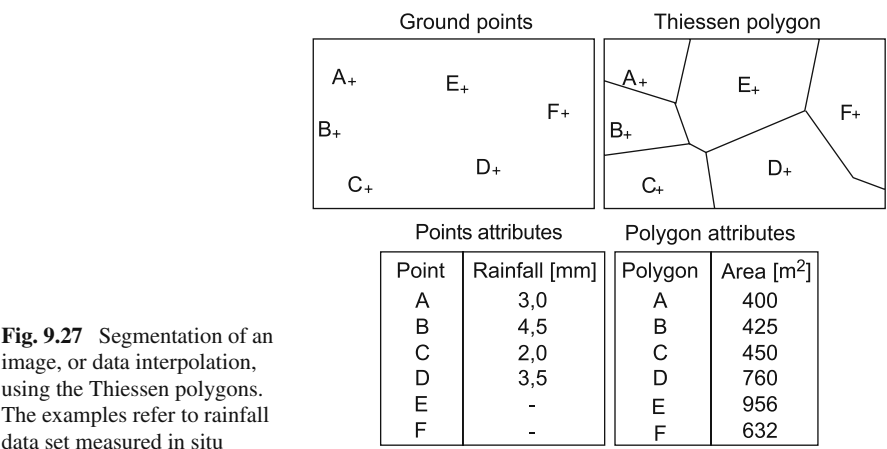 Ground points
Thiessen polygon
A+
E+
F+
B+
D+
C+
A+
E+
F+
B+
D+
C+
Points attributes
Polygon attributes
Point Rainfall [mm]
A 3,0
B 4,5
C 2,0
D 3,5
E -
F -
Polygon Area [m²]
A 400
B 425
C 450
D 760
E 956
F 632
Fig. 9.27 Segmentation of an
image, or data interpolation,
using the Thiessen polygons.
The examples refer to rainfall
data set measured in situ